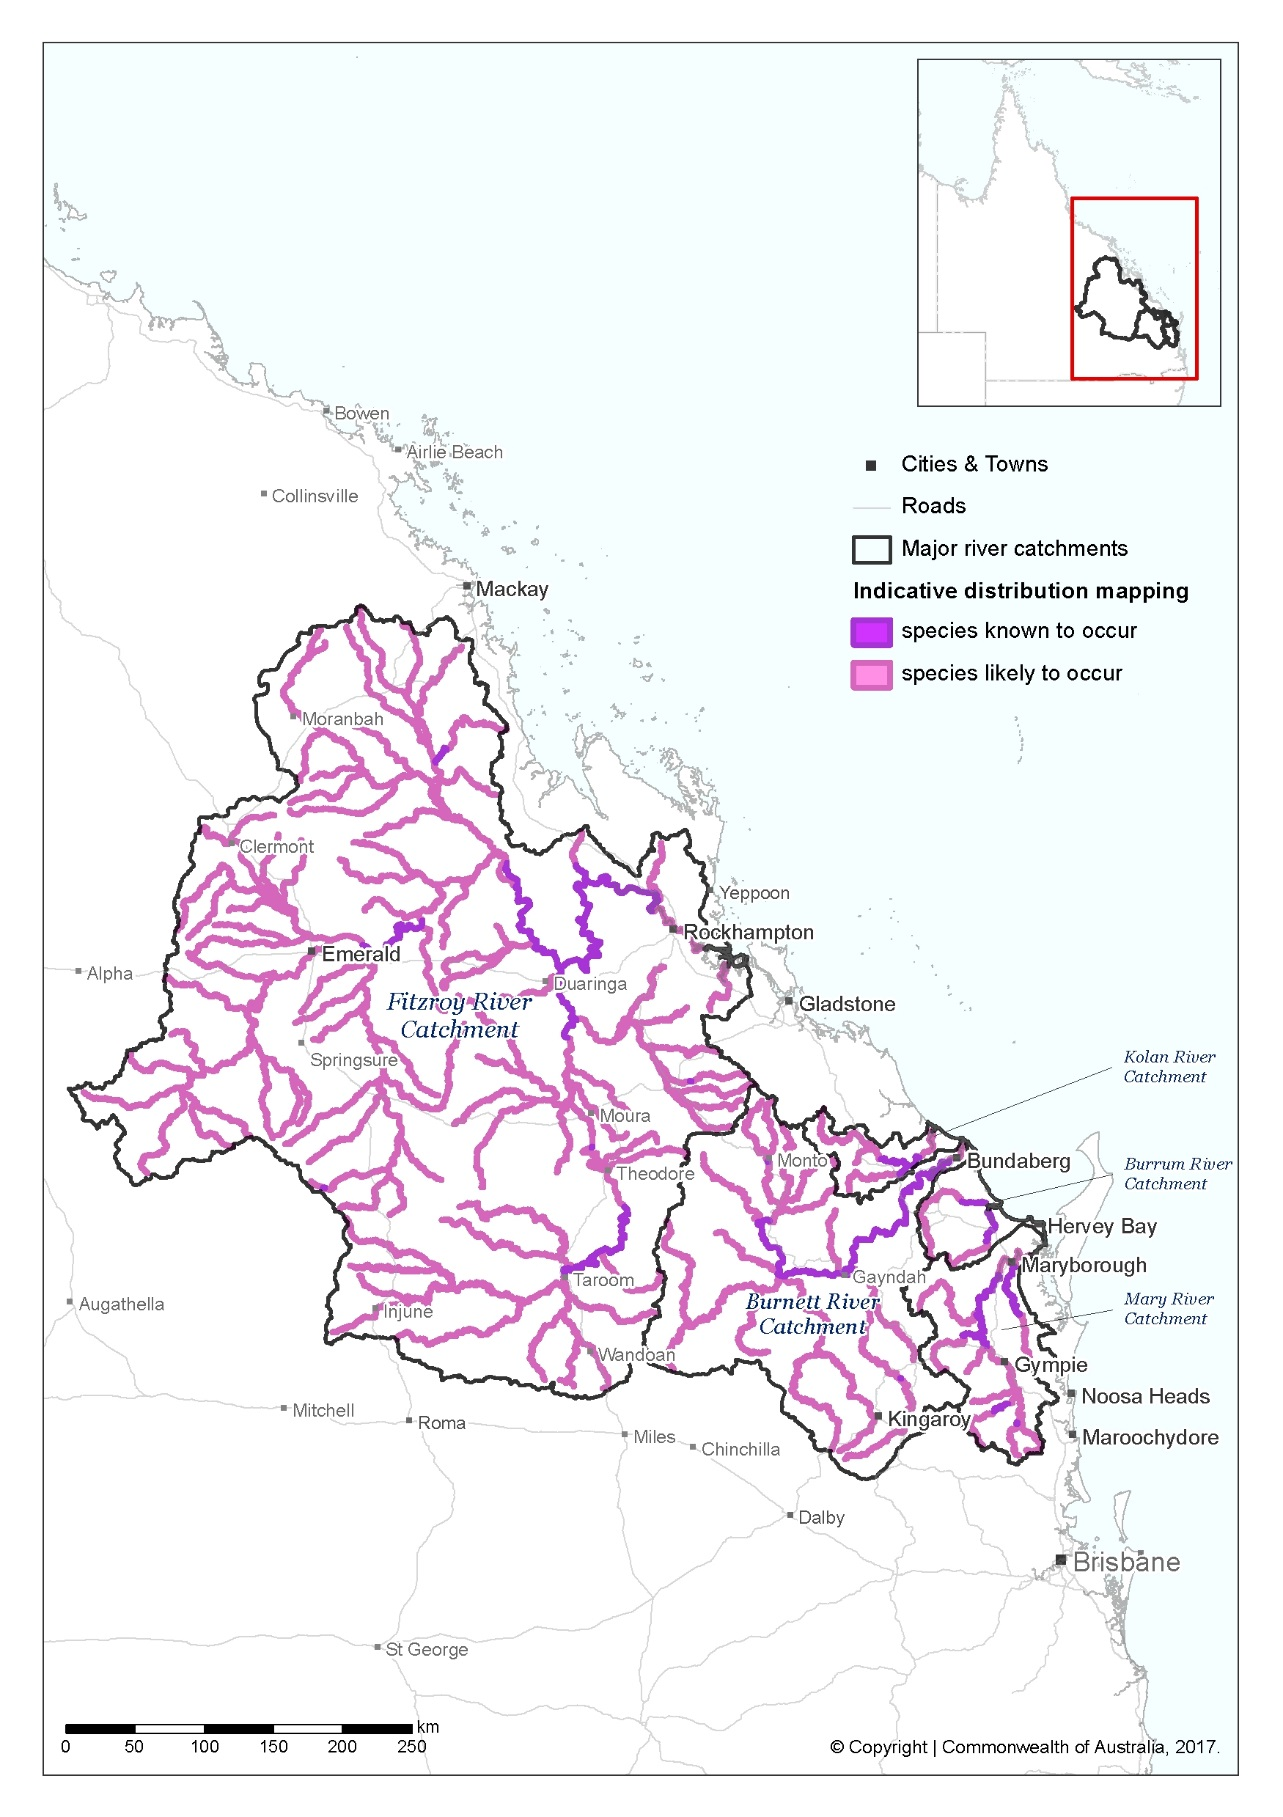 Bowen
Airlie Beach
Collinsville
Mackay
Cities & Towns
Roads
Major river catchments
Indicative distribution mapping
species known to occur
species likely to occur
Moranbah
Clermont
Yeppoon
Rockhampton
Emerald
Alpha
Duaringa
Fitzroy River
Catchment
Gladstone
Springsure
Kolan River
Catchment
Moura
Monto
Bundaberg
Theodore
Burrum River
Catchment
Hervey Bay
Maryborough
Taroom
Gayndah
Augathella
Injune
Burnett River
Catchment
Mary River
Catchment
Wandoan
Gympie
Noosa Heads
Mitchell
Roma
Kingaroy
Miles
Chinchilla
Maroochydore
Dalby
Brisbane
St George
km
0 50 100 150 200 250
© Copyright | Commonwealth of Australia, 2017.